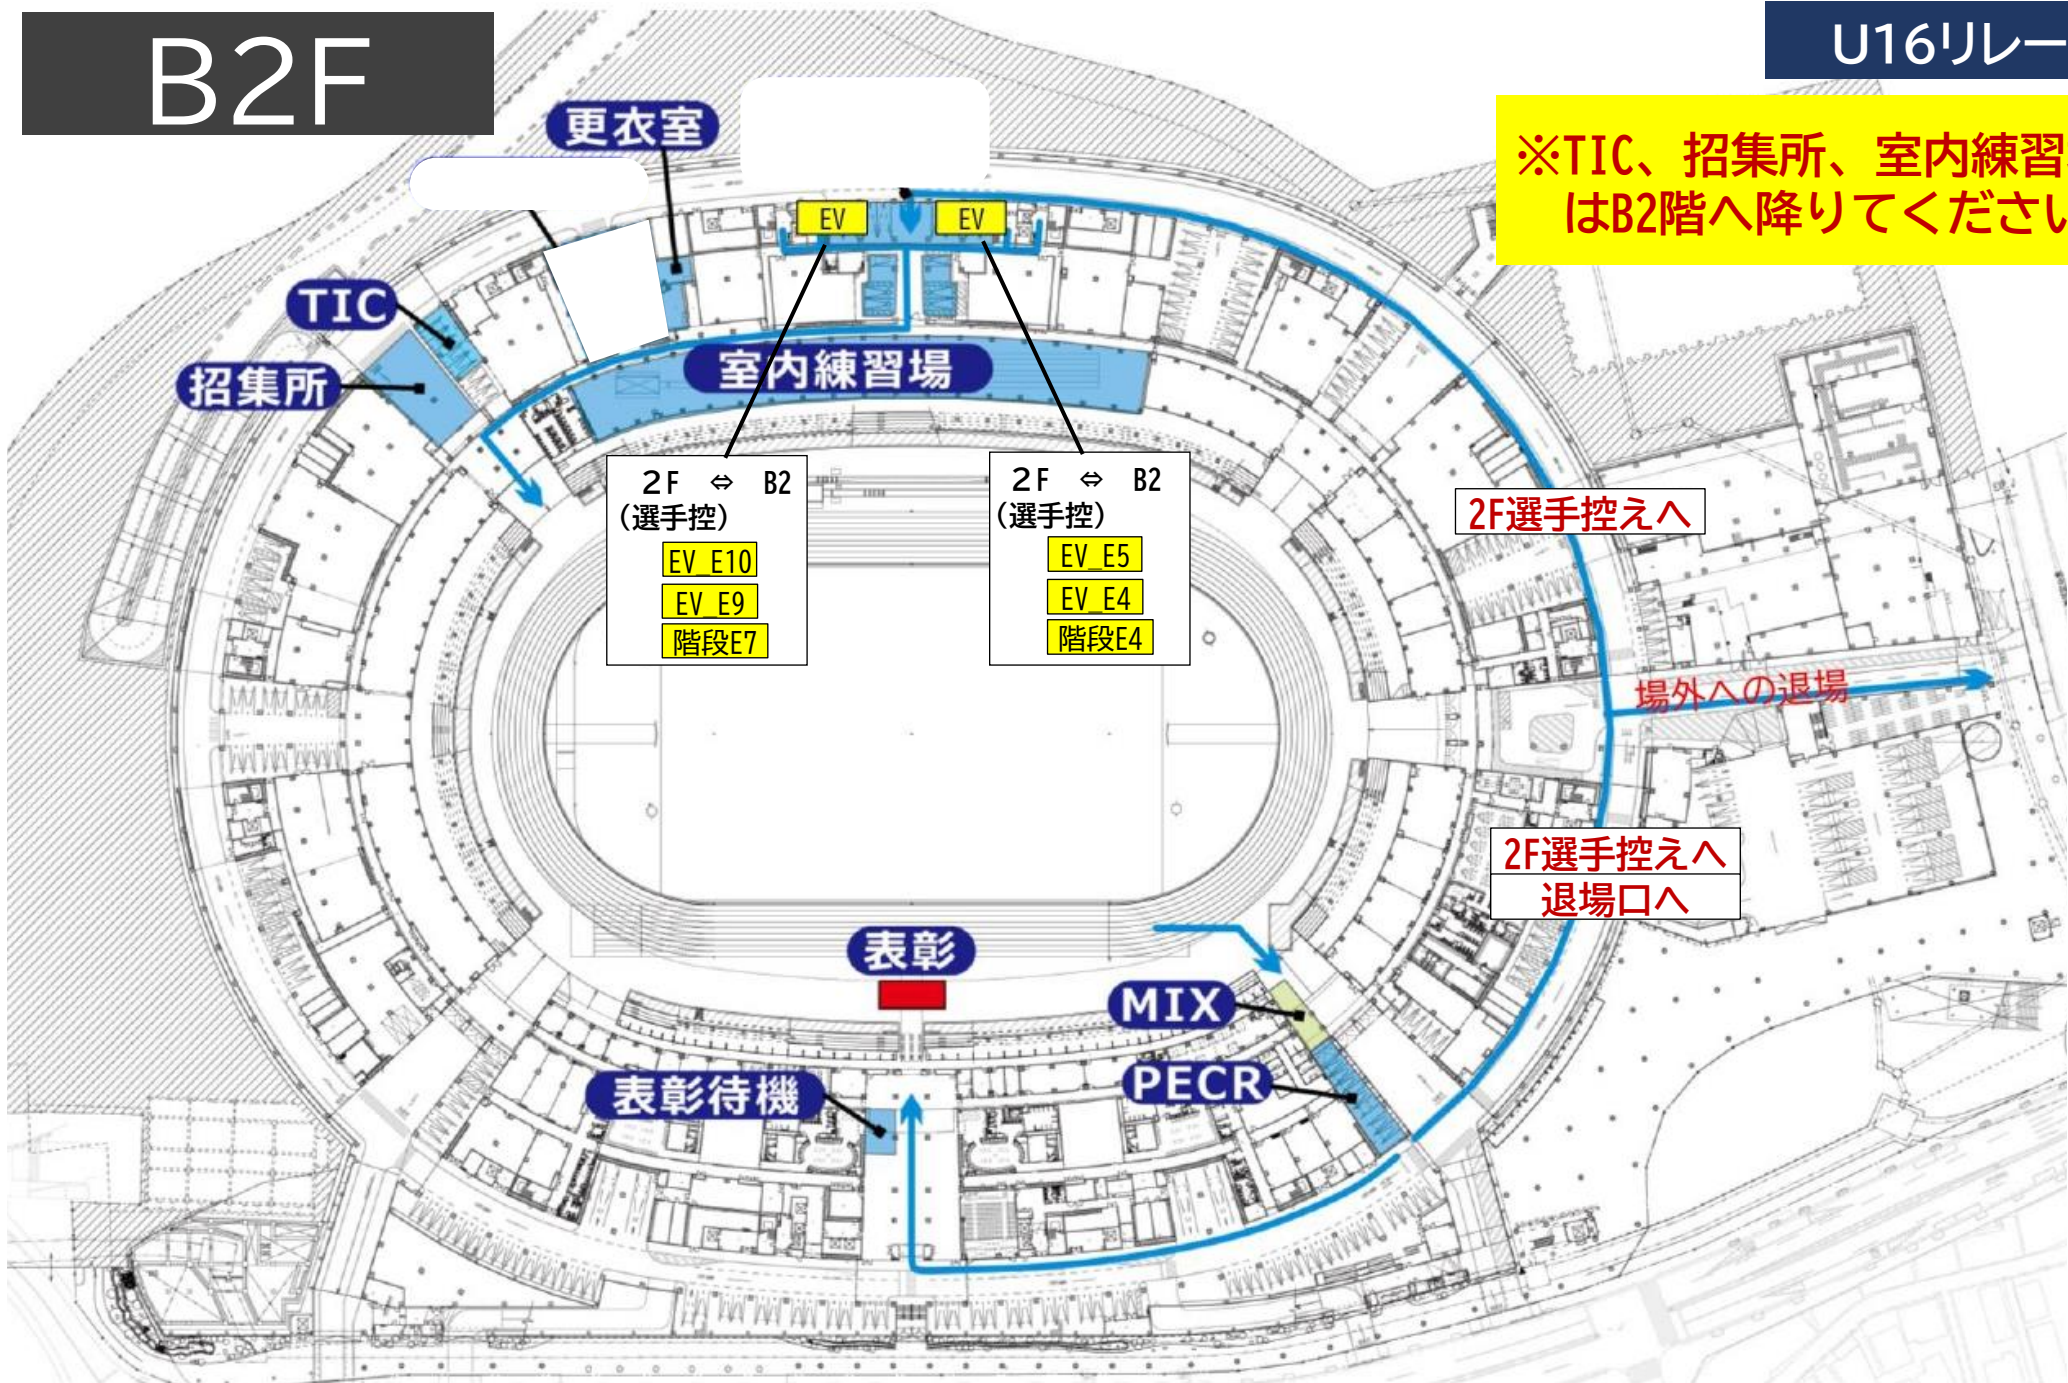 B2F
U16リレー
※TIC、招集所、室内練習
はB2階へ降りてください
更衣室
EV
EV
TIC
招集所
室内練習場
2F ⇔ B2
(選手控)
EV_E10
EV_E9
階段E7
2F ⇔ B2
(選手控)
EV_E5
EV_E4
階段E4
2F選手控えへ
場外への退場
2F選手控えへ
退場口へ
表彰
MIX
PECR
表彰待機